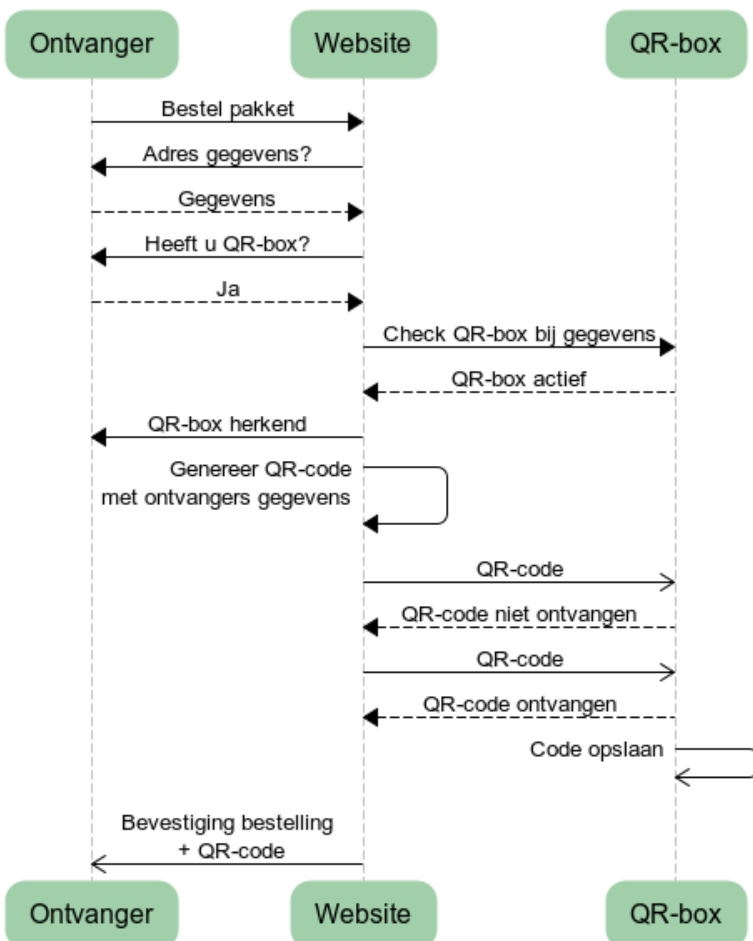 Ontvanger
Website
QR-box
Bestel pakket
Adres gegevens?
Gegevens
Heeft u QR-box?
Ja
Check QR-box bij gegevens
QR-box actief
QR-box herkend
Genereer QR-code
met ontvangers gegevens
QR-code
QR-code niet ontvangen
QR-code
QR-code ontvangen
Code opslaan
Bevestiging bestelling
+ QR-code
Ontvanger
Website
QR-box